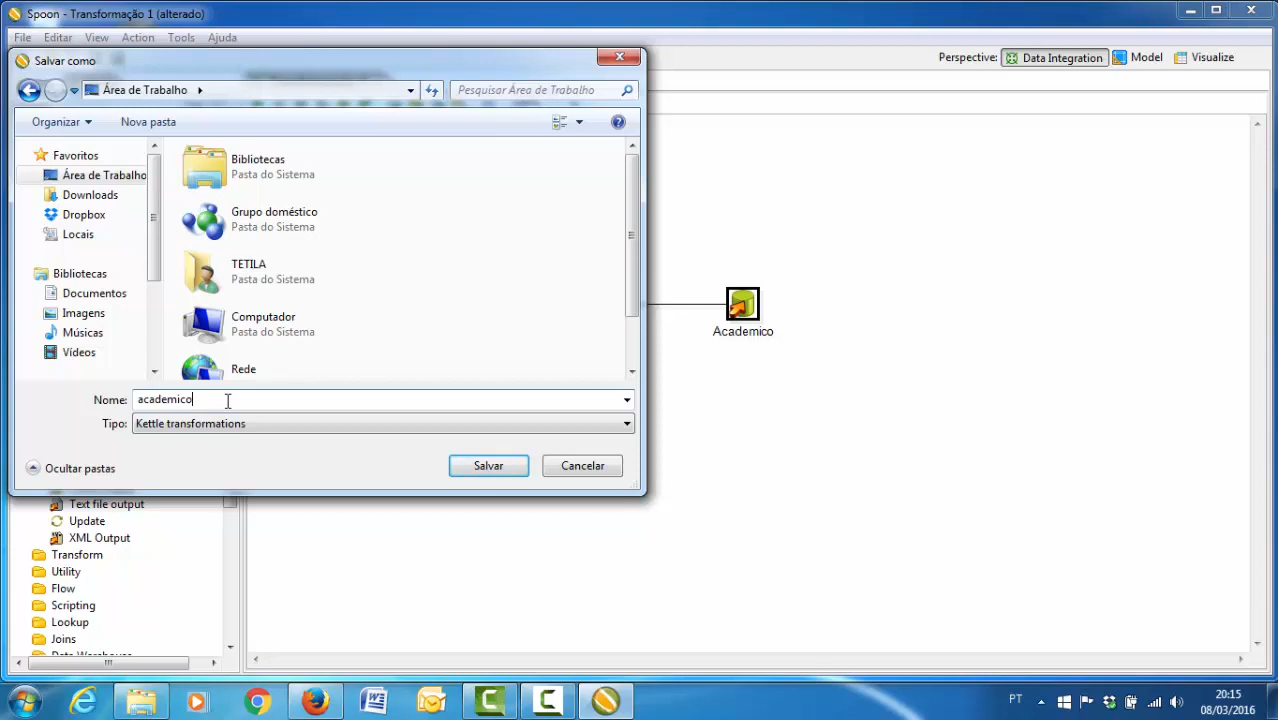 Spoon - Transformação 1 (alterado)
File Editar View Action Tools Ajuda
Salvar como
Perspective: Data Integration Model Visualize
Área de Trabalho
Pesquisar Área de Trabalho
Organizar Nova pasta
Favoritos
Área de Trabalho
Downloads
Dropbox
Locais
Bibliotecas
Documentos
Imagens
Músicas
Vídeos
Bibliotecas
Pasta do Sistema
Grupo doméstico
Pasta do Sistema
TETILA
Pasta do Sistema
Computador
Pasta do Sistema
Rede
Academico
Nome: academico
Tipo: Kettle transformations
Ocultar pastas
Salvar Cancelar
Text file output
Update
XML Output
Transform
Utility
Flow
Scripting
Lookup
Joins
Data Warehouse
PT
20:15
08/03/2016